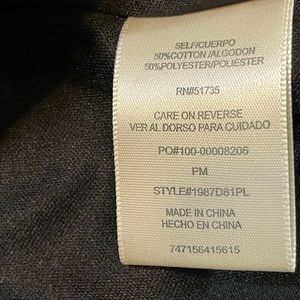 SELF/CUERPO
50%COTTON /ALGODON
50%POLYESTER/POLIESTER
RN#51735
CARE ON REVERSE
VER AL DORSO PARA CUIDADO
PO#100-00008206
PM
STYLE#1987D81PL
MADE IN CHINA
HECHO EN CHINA
747156415615